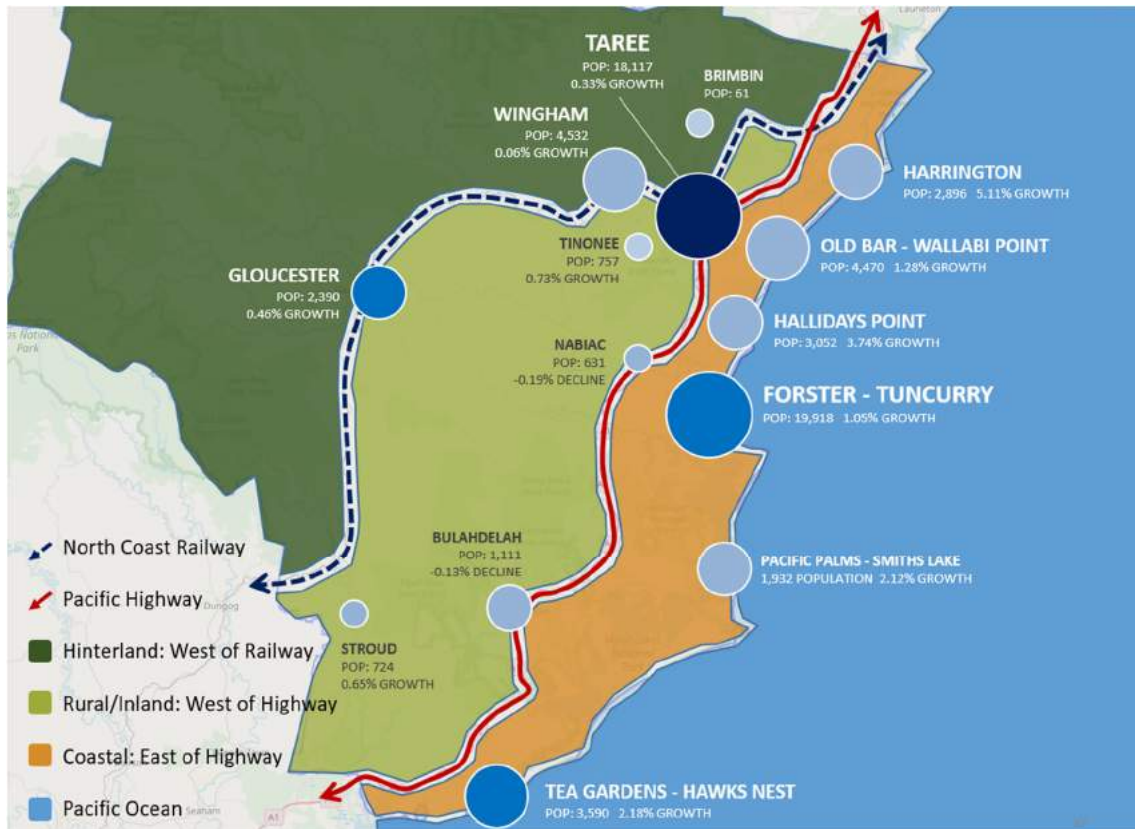 Laurieton
TAREE
POP: 18,117
0.33% GROWTH
BRIMBIN
POP: 61
WINGHAM
POP: 4,532
0.06% GROWTH
HARRINGTON
POP: 2,896 5.11% GROWTH
TINONEE
POP: 757
0.73% GROWTH
OLD BAR - WALLABI POINT
POP: 4,470 1.28% GROWTH
GLOUCESTER
POP: 2,390
0.46% GROWTH
HALLIDAYS POINT
POP: 3,052 3.74% GROWTH
Park
NABIAC
POP: 631
-0.19% DECLINE
FORSTER - TUNCURRY
POP: 19,918 1.05% GROWTH
BULAHDELAH
POP: 1,111
-0.13% DECLINE
PACIFIC PALMS - SMITHS LAKE
1,932 POPULATION 2.12% GROWTH
North Coast Railway
Dungog
Pacific Highway
STROUD
POP: 724
0.65% GROWTH
Hinterland: West of Railway
Rural/Inland: West of Highway
Coastal: East of Highway
TEA GARDENS - HAWKS NEST
POP: 3,590 2.18% GROWTH
Pacific Ocean
Seaham
A1